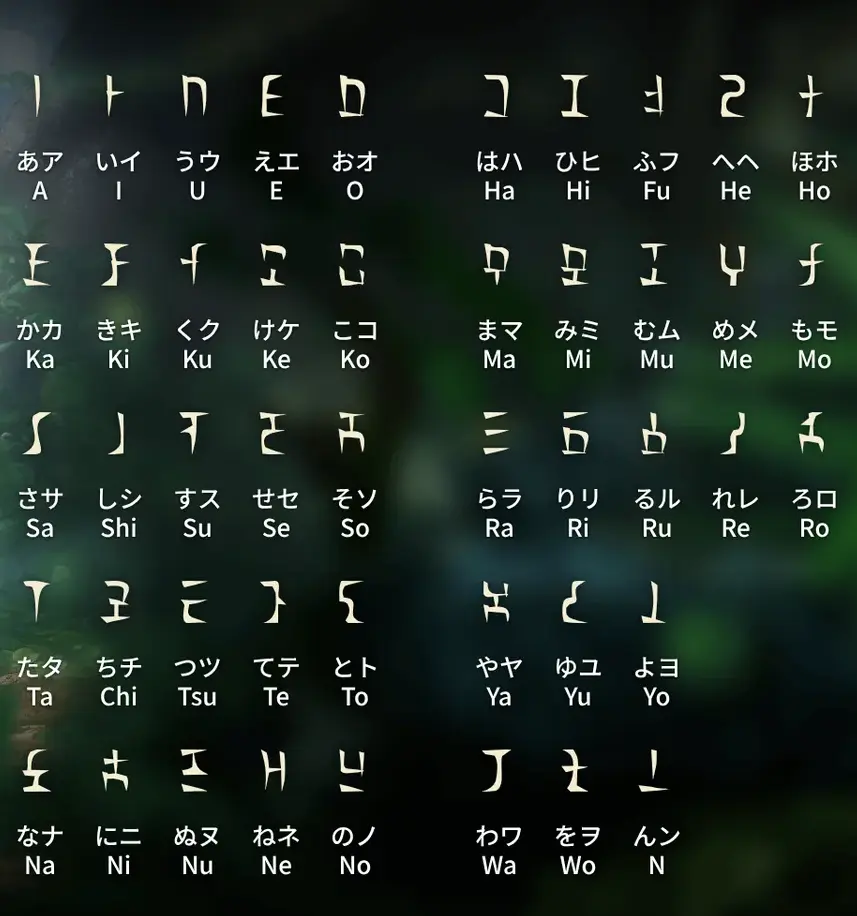 あア いイ うウ えエ おオ はハ ひヒ ふフ へヘ ほホ
A I U E O Ha Hi Fu He Ho
かカ きキ くク けケ こコ まマ みミ むム めメ もモ
Ka Ki Ku Ke Ko Ma Mi Mu Me Mo
さサ しシ すス せセ そソ らラ りリ るル れレ ろロ
Sa Shi Su Se So Ra Ri Ru Re Ro
たタ ちチ つツ てテ とト やヤ ゆユ よヨ
Ta Chi Tsu Te To Ya Yu Yo
なナ にニ ぬヌ ねネ のノ わワ をヲ んン
Na Ni Nu Ne No Wa Wo N